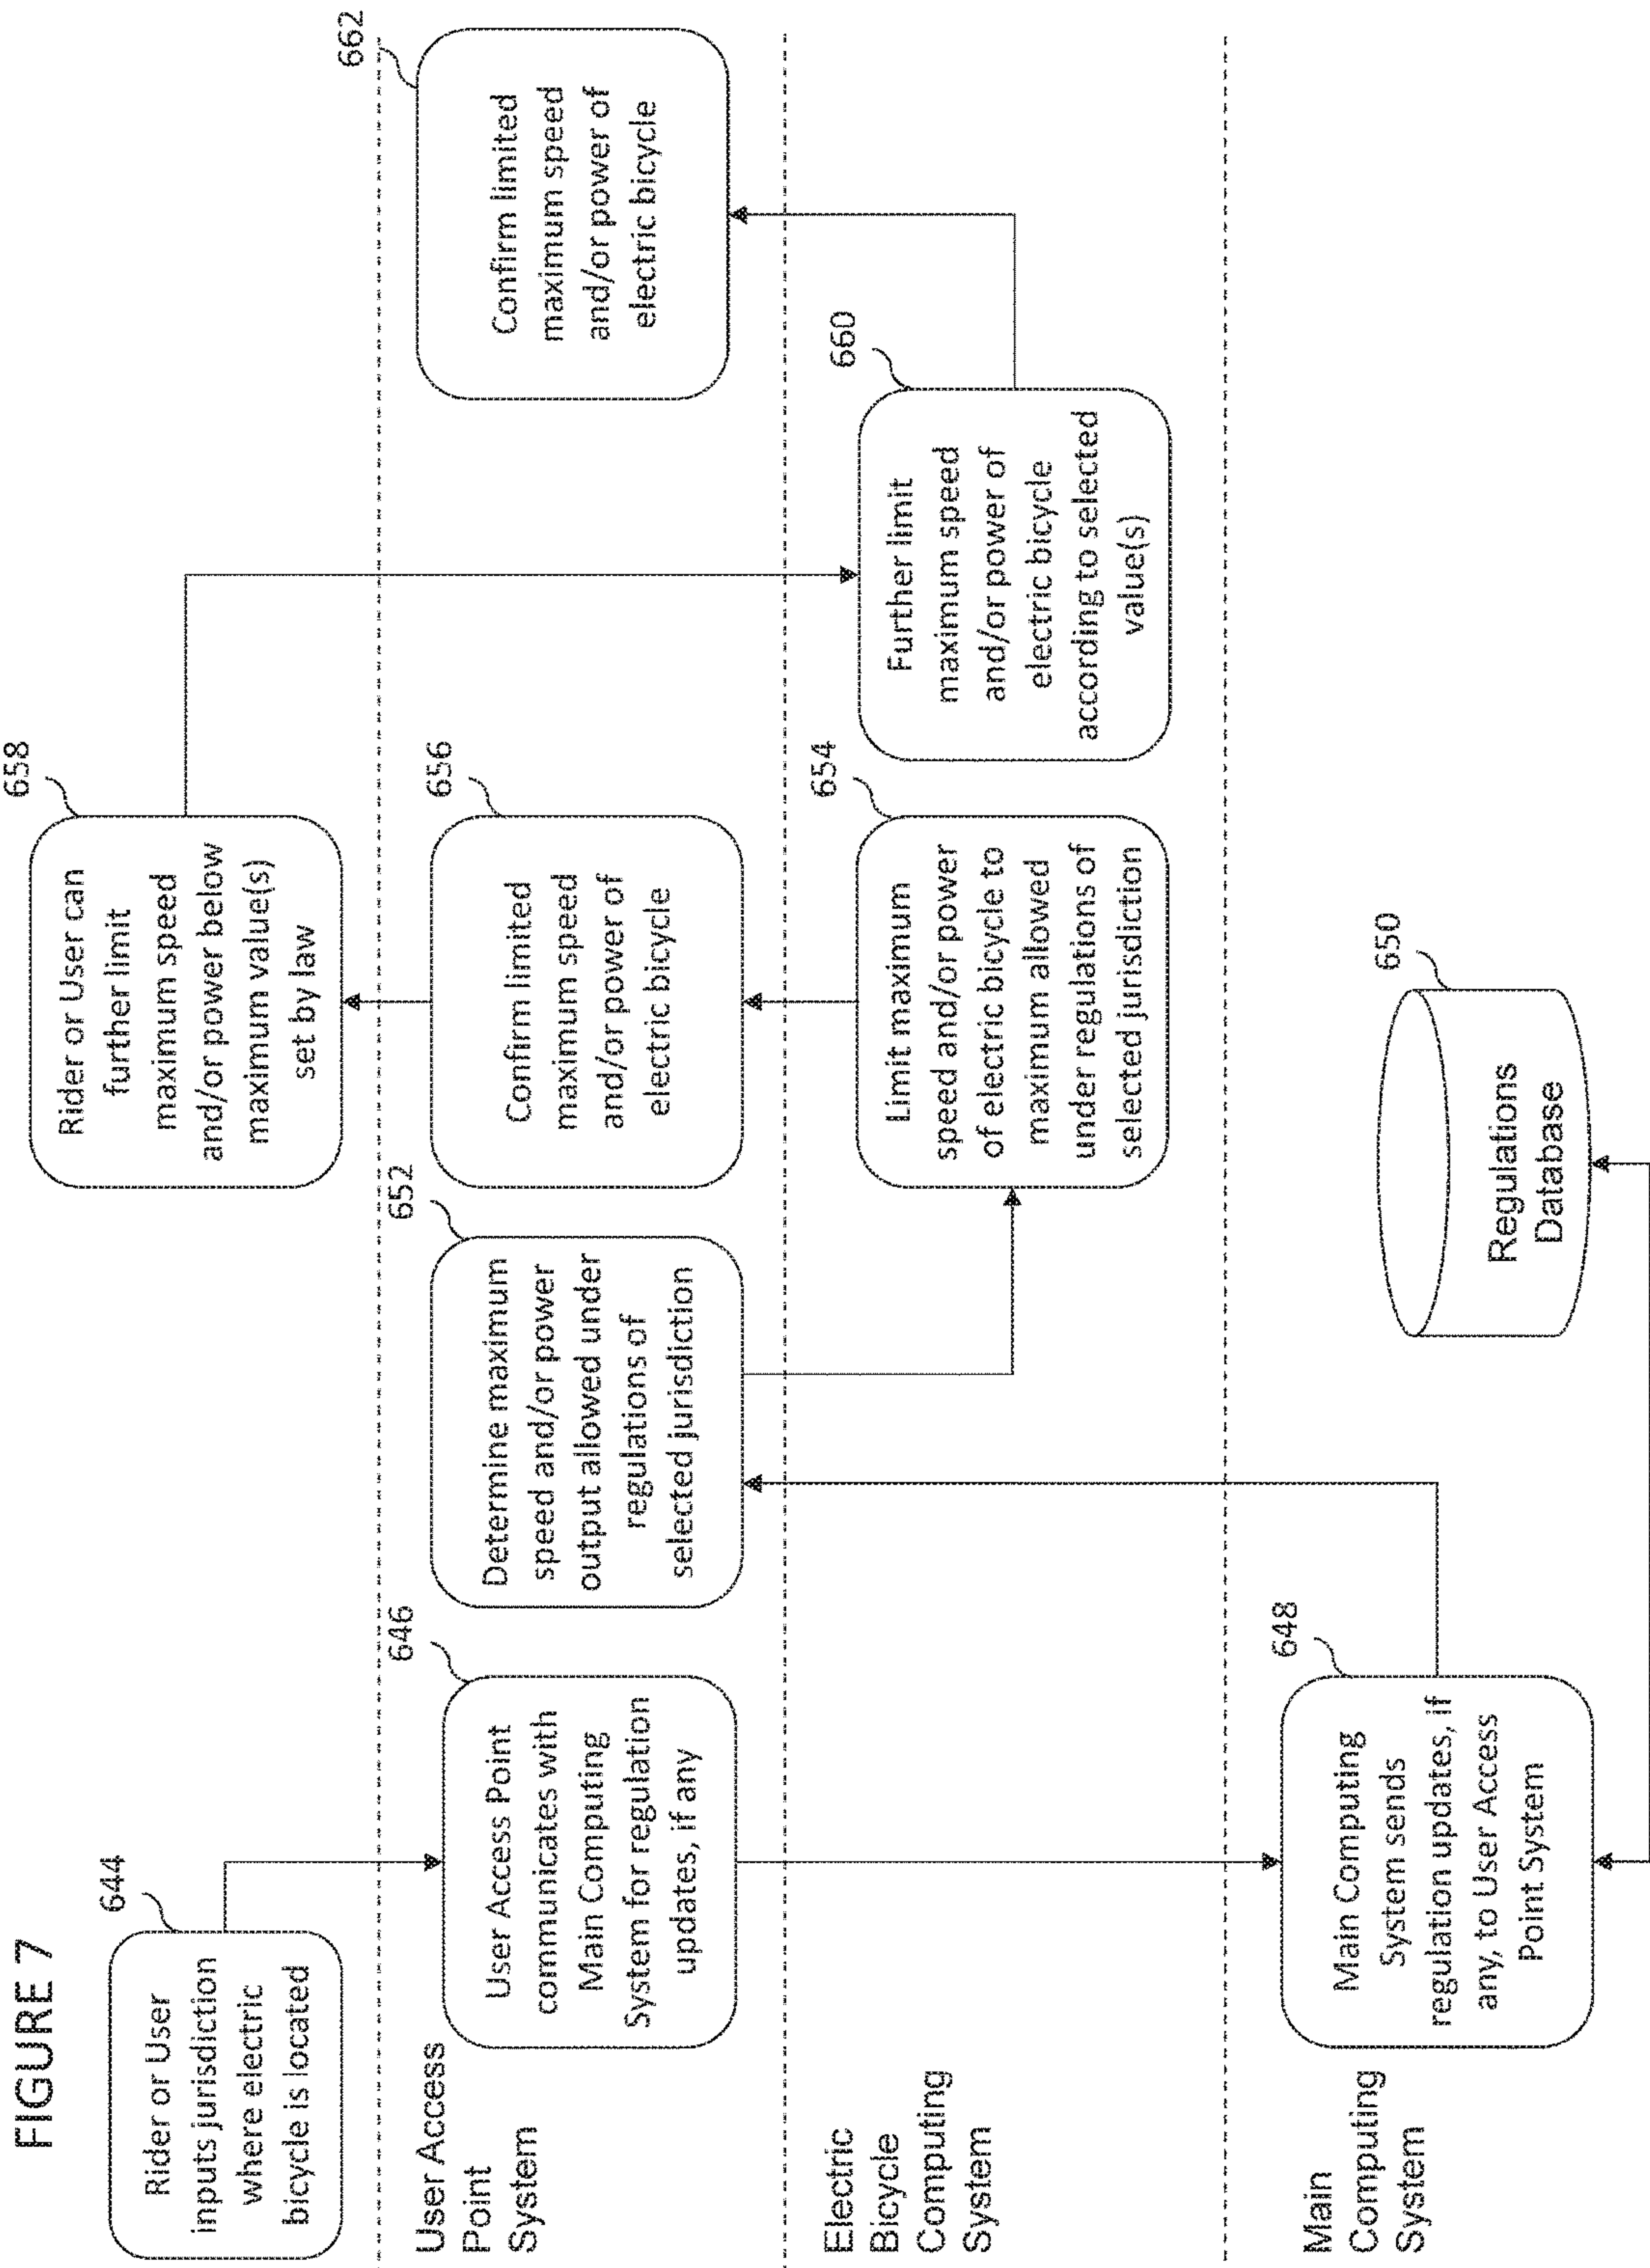 FIGURE 7
644
Rider or User
inputs jurisdiction
where electric
bicycle is located
658
Rider or User can
further limit
maximum speed
and/or power below
maximum value(s)
set by law
User Access
Point
System
646
User Access Point
communicates with
Main Computing
System for regulation
updates, if any
652
Determine maximum
speed and/or power
output allowed under
regulations of
selected jurisdiction
656
Confirm limited
maximum speed
and/or power of
electric bicycle
662
Confirm limited
maximum speed
and/or power of
electric bicycle
Electric
Bicycle
Computing
System
654
Limit maximum
speed and/or power
of electric bicycle to
maximum allowed
under regulations of
selected jurisdiction
660
Further limit
maximum speed
and/or power of
electric bicycle
according to selected
value(s)
Main
Computing
System
648
Main Computing
System sends
regulation updates, if
any, to User Access
Point System
650
Regulations
Database